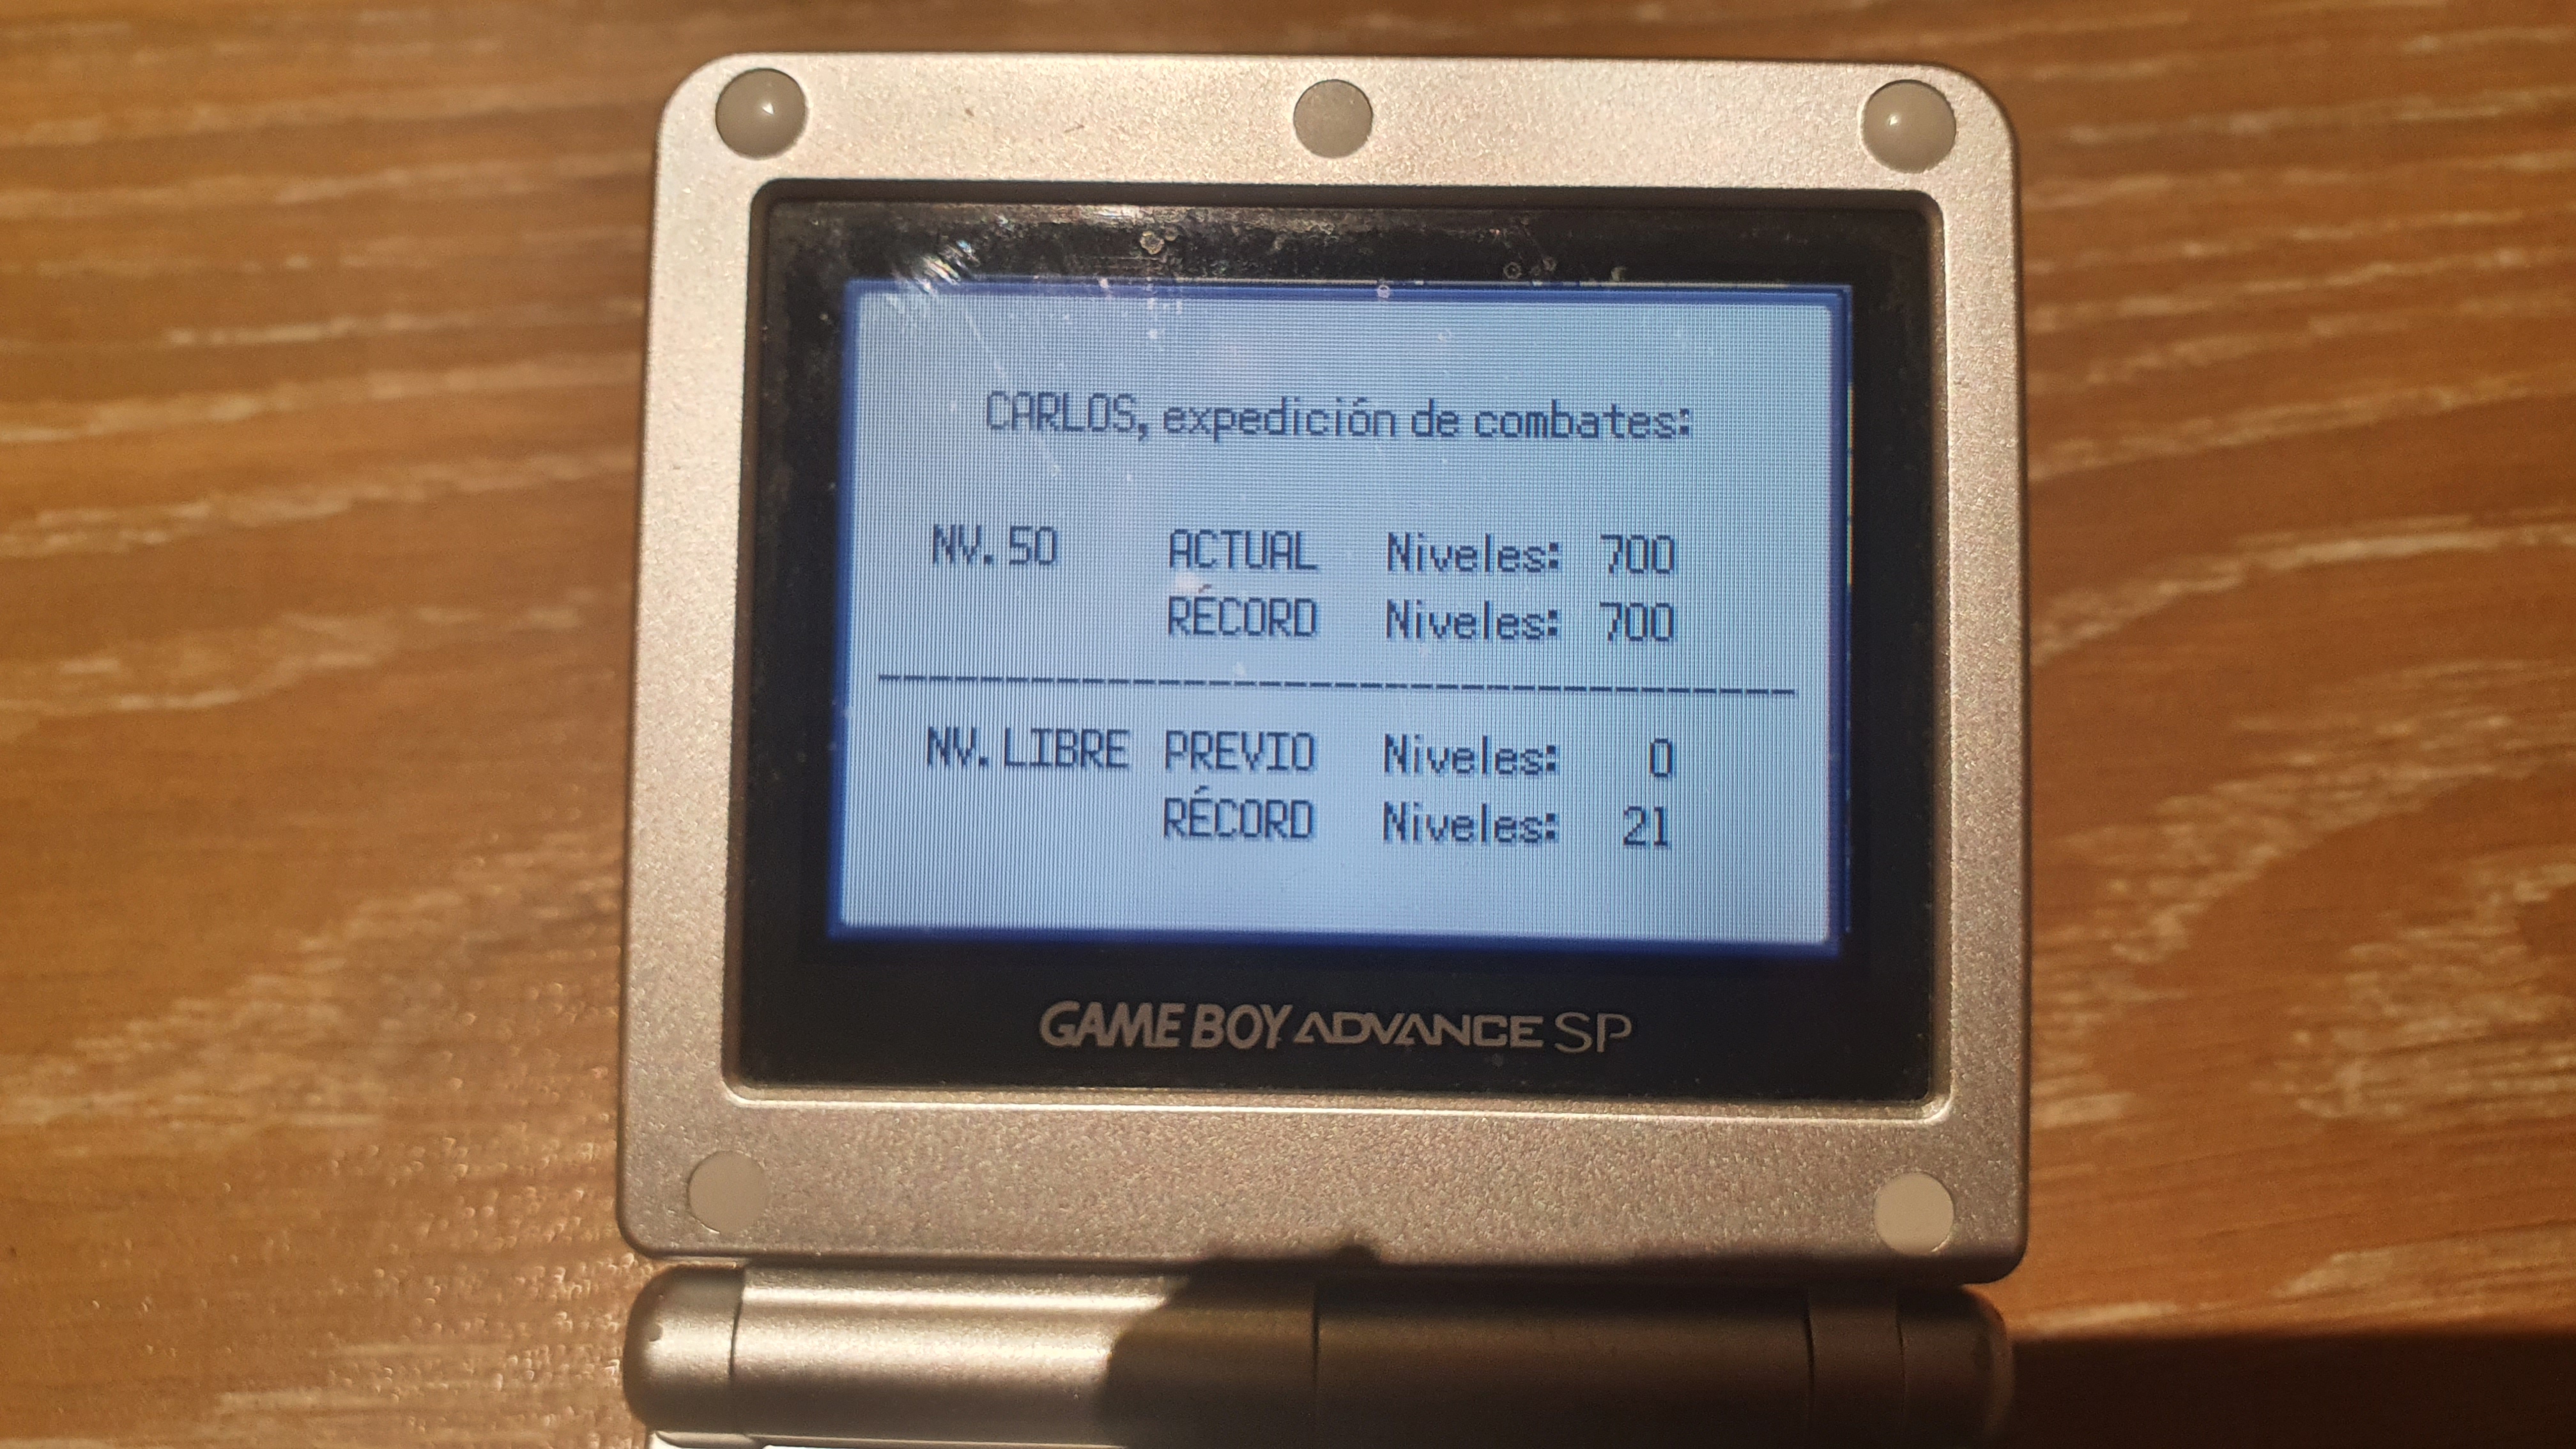 CARLOS, expedición de combates:
NV. 50 ACTUAL Niveles: 700
RÉCORD Niveles: 700
NV. LIBRE PREVIO Niveles: 0
RÉCORD Niveles: 21
GAME BOY ADVANCE SP